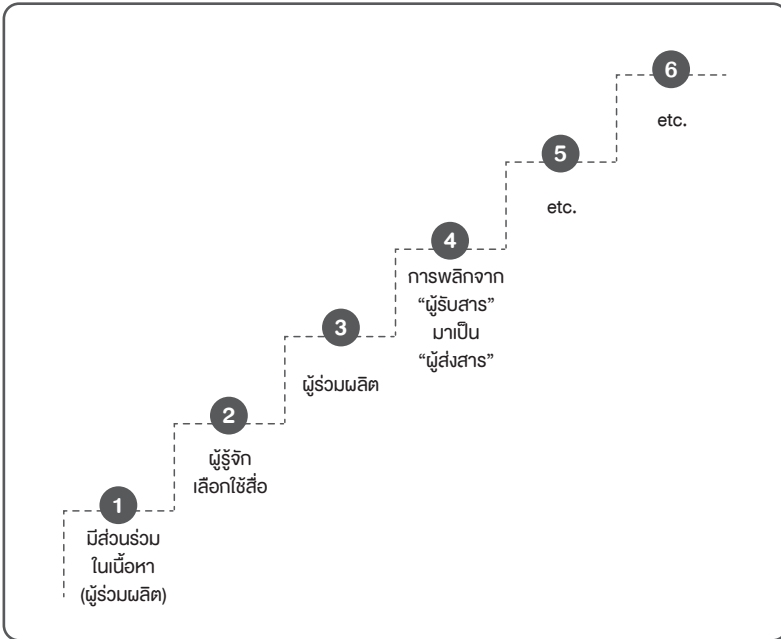 6
etc.
5
etc.
4
การพลิกจาก
“ผู้รับสาร”
มาเป็น
“ผู้ส่งสาร”
3
ผู้ร่วมผลิต
2
ผู้รู้จัก
เลือกใช้สื่อ
1
มีส่วนร่วม
ในเนื้อหา
(ผู้ร่วมผลิต)